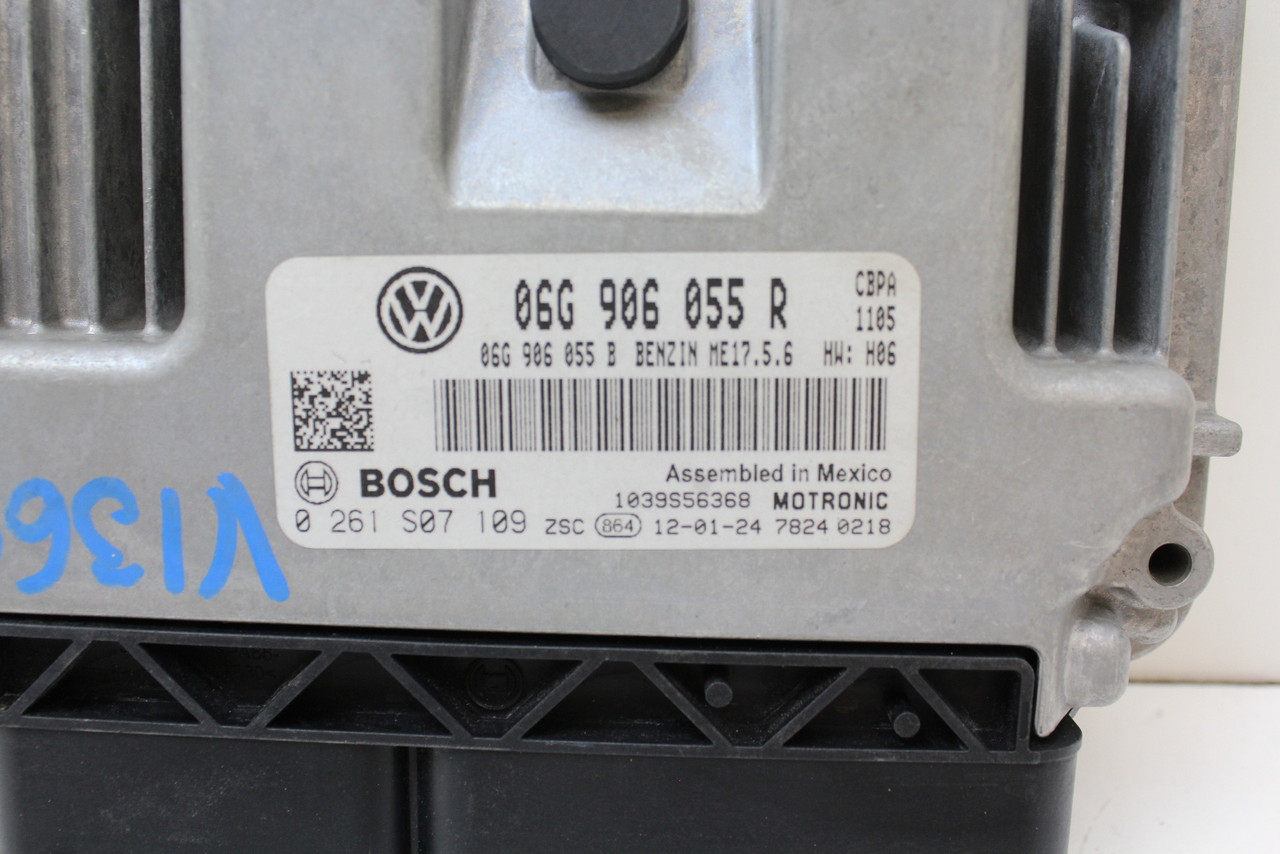 06G 906 055 R
CBPA
1105
06G 906 055 B BENZIN ME17.5.6 HW: H06
BOSCH
Assembled in Mexico
1039S56368 MOTRONIC
0 261 S07 109 ZSC 864 12-01-24 7824 0218
V136